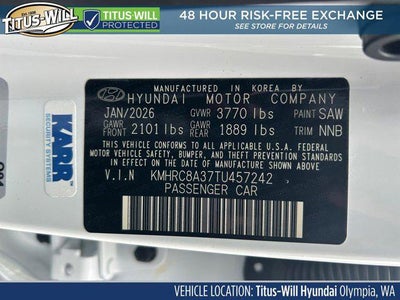 TITUS-WILL
TITUS-WILL
PROTECTED
48 HOUR RISK-FREE EXCHANGE
SEE STORE FOR DETAILS
MANUFACTURED IN KOREA BY
HYUNDAI MOTOR COMPANY
JAN/2026 GVWR 3770 lbs PAINT SAW
GAWR FRONT 2101 lbs GAWR REAR 1889 lbs TRIM NNB
THIS VEHICLE CONFORMS TO ALL APPLICABLE U.S.A. FEDERAL
MOTOR VEHICLE SAFETY, BUMPER, AND THEFT PREVENTION
STANDARDS IN EFFECT ON THE DATE OF MANUFACTURE
SHOWN ABOVE.
V.I.N KMHRC8A37TU457242
PASSENGER CAR
KARR
VEHICLE LOCATION: Titus-Will Hyundai Olympia, WA